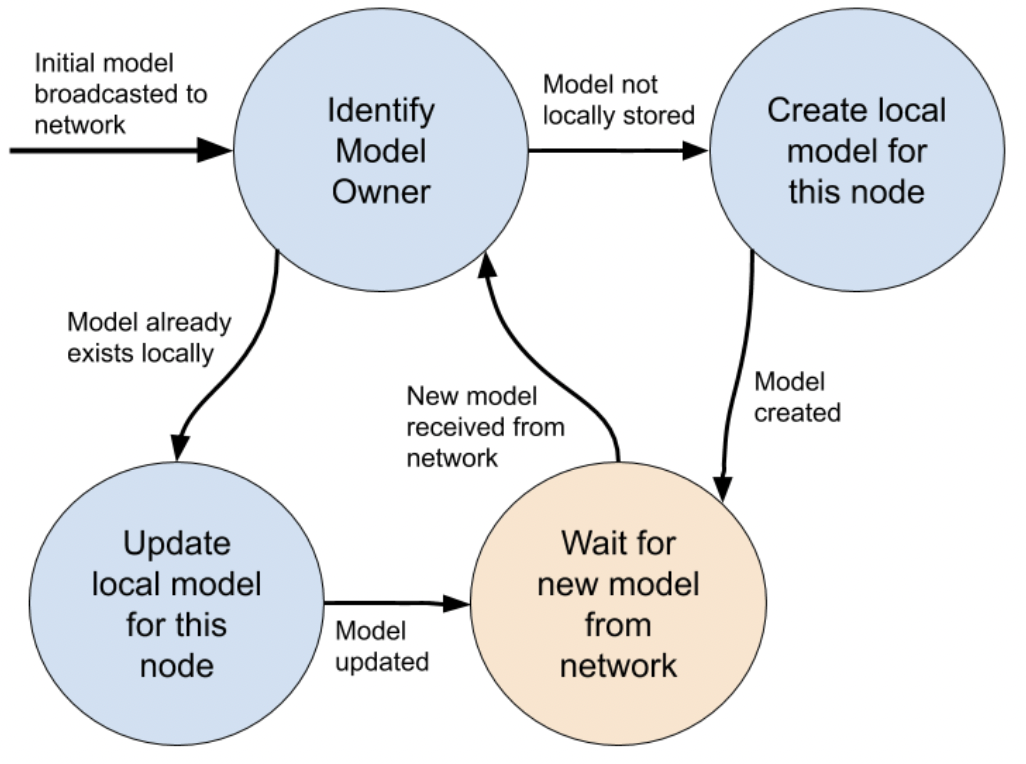 Initial model
broadcasted to
network
Identify
Model
Owner
Model not
locally stored
Create local
model for
this node
Model already
exists locally
New model
received from
network
Model
created
Update
local model
for this
node
Model
updated
Wait for
new model
from
network